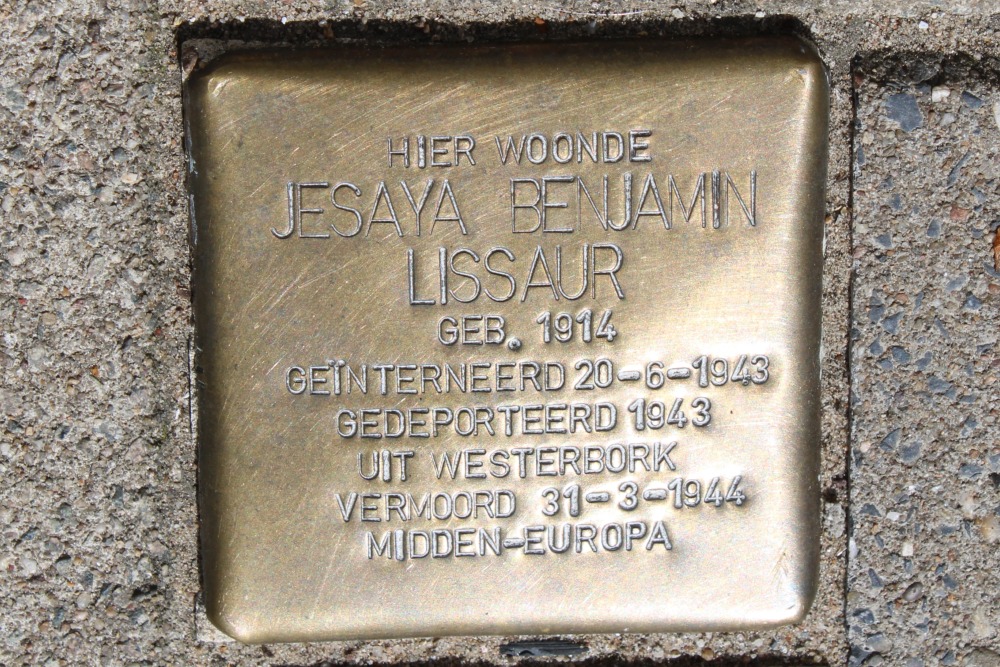 HIER WOONDE
JESAYA BENJAMIN
LISSAUR
GEB. 1914
GEÏNTERNEERD 20-6-1943
GEDEPORTEERD 1943
UIT WESTERBORK
VERMOORD 31-3-1944
MIDDEN-EUROPA